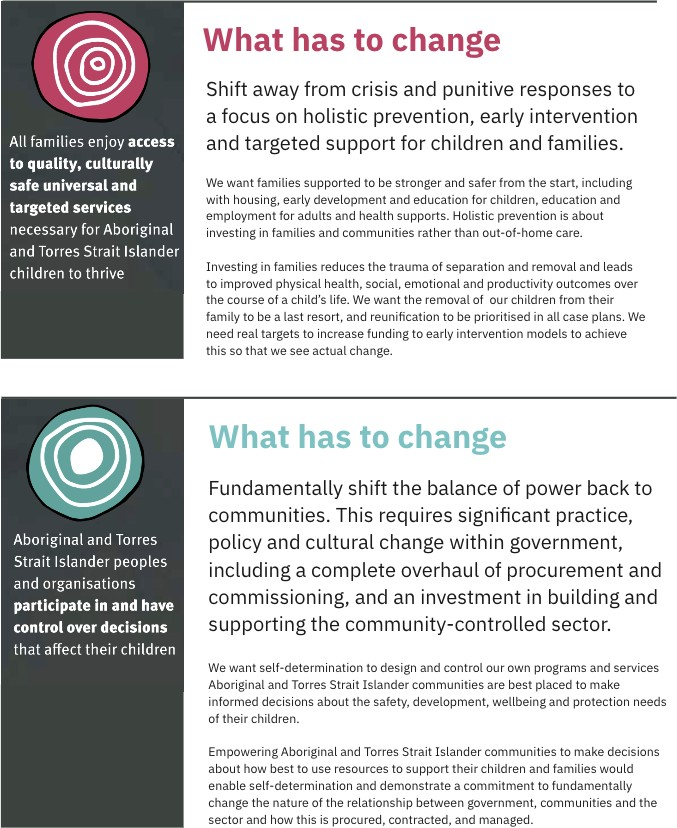 All families enjoy access
to quality, culturally
safe universal and
targeted services
necessary for Aboriginal
and Torres Strait Islander
children to thrive
What has to change
Shift away from crisis and punitive responses to
a focus on holistic prevention, early intervention
and targeted support for children and families.
We want families supported to be stronger and safer from the start, including
with housing, early development and education for children, education and
employment for adults and health supports. Holistic prevention is about
investing in families and communities rather than out-of-home care.
Investing in families reduces the trauma of separation and removal and leads
to improved physical health, social, emotional and productivity outcomes over
the course of a child's life. We want the removal of our children from their
family to be a last resort, and reunification to be prioritised in all case plans. We
need real targets to increase funding to early intervention models to achieve
this so that we see actual change.
Aboriginal and Torres
Strait Islander peoples
and organisations
participate in and have
control over decisions
that affect their children
What has to change
Fundamentally shift the balance of power back to
communities. This requires significant practice,
policy and cultural change within government,
including a complete overhaul of procurement and
commissioning, and an investment in building and
supporting the community-controlled sector.
We want self-determination to design and control our own programs and services
Aboriginal and Torres Strait Islander communities are best placed to make
informed decisions about the safety, development, wellbeing and protection needs
of their children.
Empowering Aboriginal and Torres Strait Islander communities to make decisions
about how best to use resources to support their children and families would
enable self-determination and demonstrate a commitment to fundamentally
change the nature of the relationship between government, communities and the
sector and how this is procured, contracted, and managed.